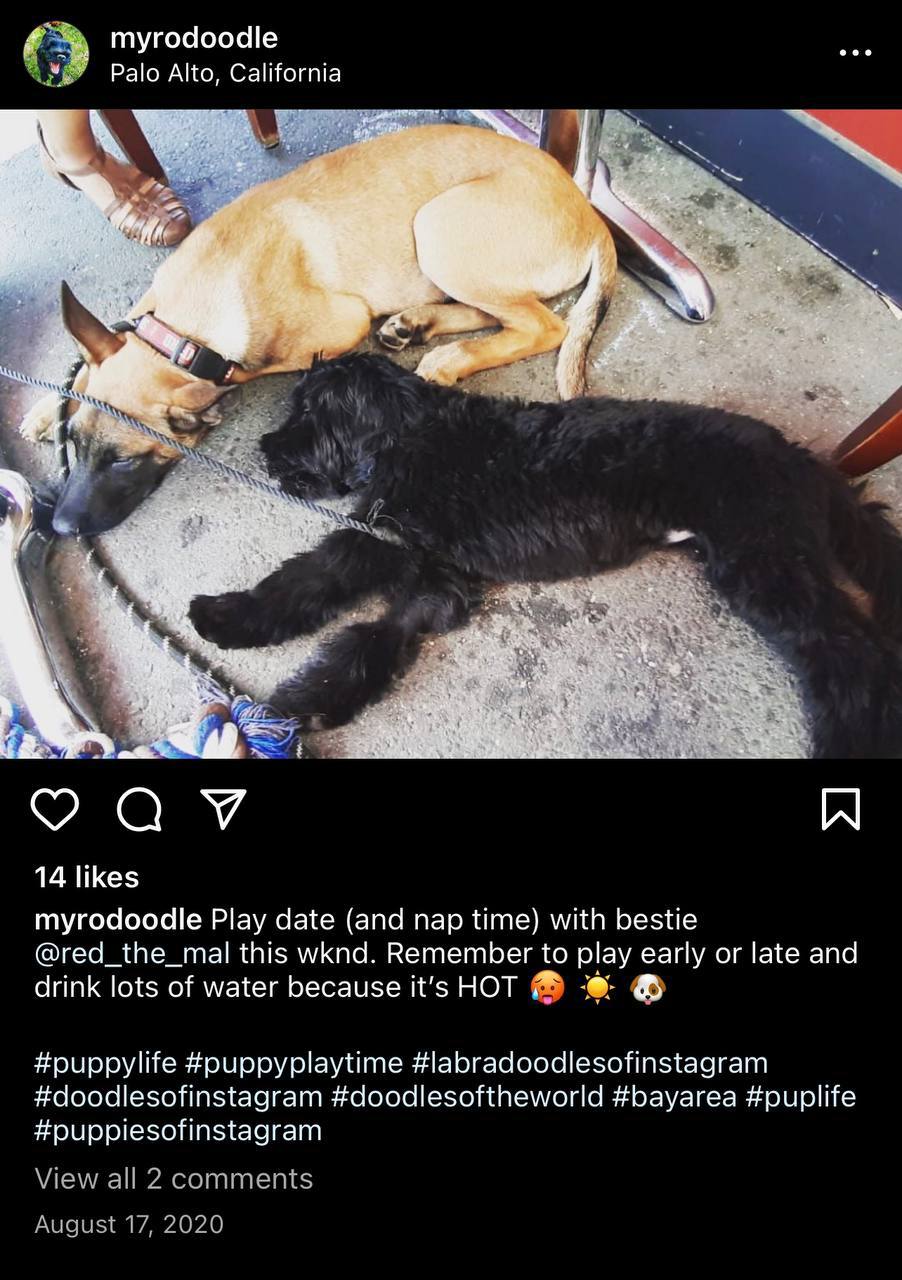 myrodoodle
Palo Alto, California
14 likes
myrodoodle Play date (and nap time) with bestie
@red_the_mal this wknd. Remember to play early or late and
drink lots of water because it’s HOT 🥵 ☀️ 🐶
#puppylife #puppyplaytime #labradoodlesofinstagram
#doodlesofinstagram #doodlesoftheworld #bayarea #puplife
#puppiesofinstagram
View all 2 comments
August 17, 2020